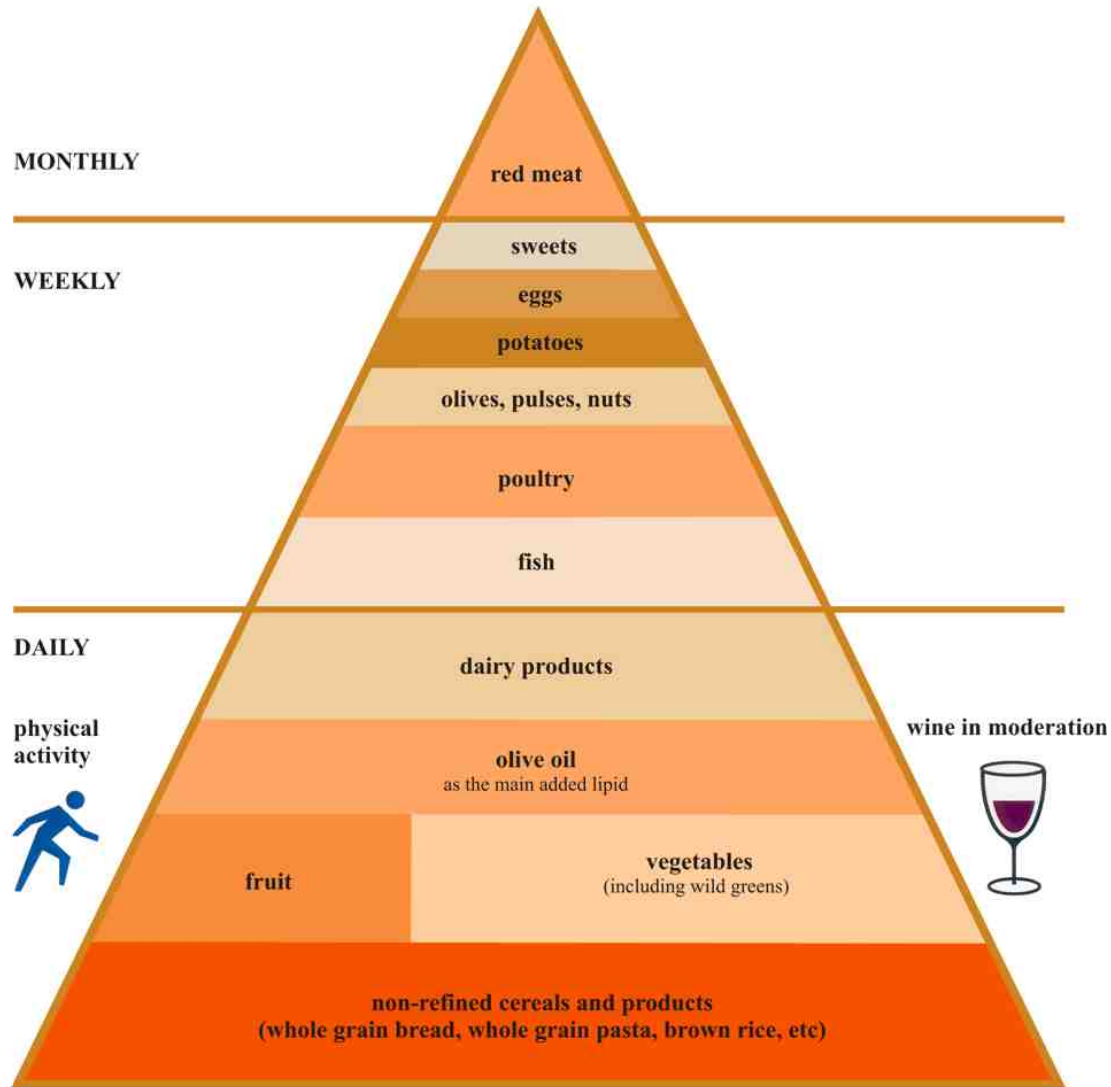 MONTHLY
red meat
sweets
WEEKLY
eggs
potatoes
olives, pulses, nuts
poultry
fish
DAILY
dairy products
physical
activity
wine in moderation
olive oil
as the main added lipid
fruit
vegetables
(including wild greens)
non-refined cereals and products
(whole grain bread, whole grain pasta, brown rice, etc)